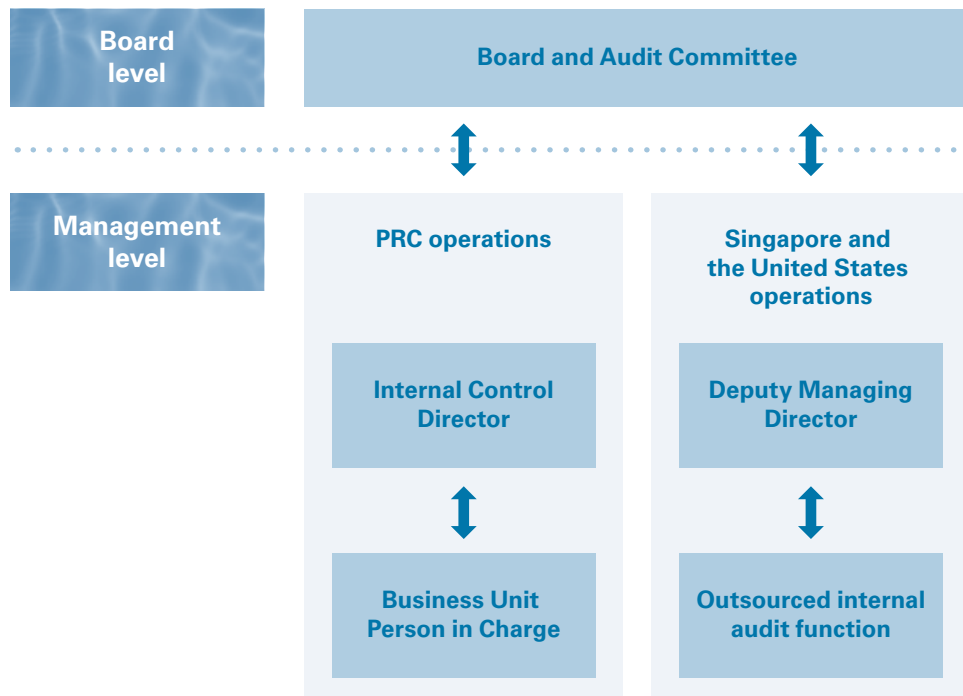 Board
level
Board and Audit Committee
Management
level
PRC operations
Singapore and
the United States
operations
Internal Control
Director
Deputy Managing
Director
Business Unit
Person in Charge
Outsourced internal
audit function